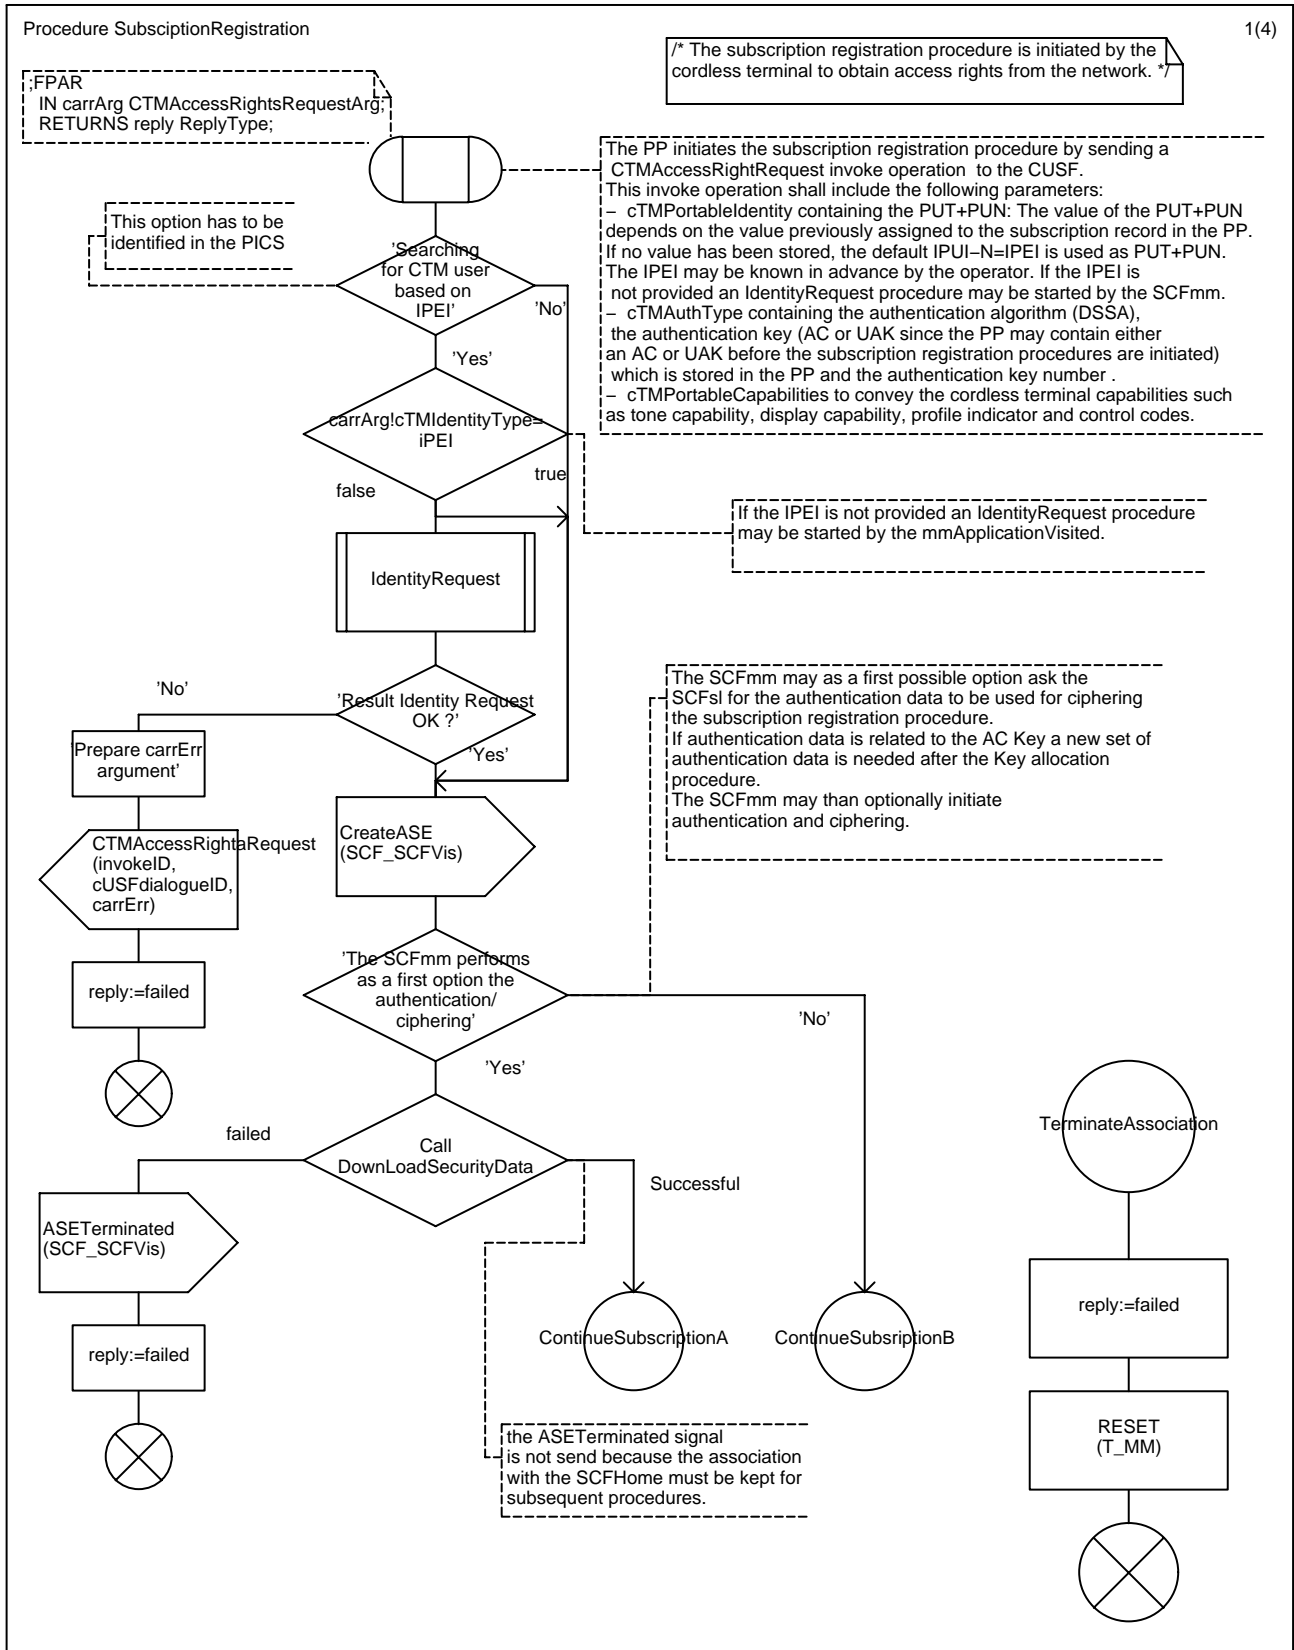 Procedure SubsciptionRegistration
1(4)
/* The subscription registration procedure is initiated by the
cordless terminal to obtain access rights from the network. */
;FPAR
IN carrArg CTMAccessRightsRequestArg;
RETURNS reply ReplyType;
The PP initiates the subscription registration procedure by sending a
CTMAccessRightRequest invoke operation  to the CUSF.
This invoke operation shall include the following parameters:
–  cTMPortableIdentity containing the PUT+PUN: The value of the PUT+PUN
depends on the value previously assigned to the subscription record in the PP.
If no value has been stored, the default IPUI–N=IPEI is used as PUT+PUN.
The IPEI may be known in advance by the operator. If the IPEI is
not provided an IdentityRequest procedure may be started by the SCFmm.
–  cTMAuthType containing the authentication algorithm (DSSA),
the authentication key (AC or UAK since the PP may contain either
an AC or UAK before the subscription registration procedures are initiated)
which is stored in the PP and the authentication key number .
–  cTMPortableCapabilities to convey the cordless terminal capabilities such
as tone capability, display capability, profile indicator and control codes.
This option has to be
identified in the PICS
'Searching
for CTM user
based on
IPEI'
'No'
'Yes'
carrArg!cTMIdentityType=
iPEI
true
false
If the IPEI is not provided an IdentityRequest procedure
may be started by the mmApplicationVisited.
IdentityRequest
'Result Identity Request
OK ?'
'No'
'Yes'
The SCFmm may as a first possible option ask the
SCFsl for the authentication data to be used for ciphering
the subscription registration procedure.
If authentication data is related to the AC Key a new set of
authentication data is needed after the Key allocation
procedure.
The SCFmm may than optionally initiate
authentication and ciphering.
'Prepare carrErr
argument'
CTMAccessRightaRequest
(invokeID,
cUSFdialogueID,
carrErr)
reply:=failed
CreateASE
(SCF_SCFVis)
'The SCFmm performs
as a first option the
authentication/
ciphering'
'No'
'Yes'
Call
DownLoadSecurityData
failed
Successful
ASETerminated
(SCF_SCFVis)
reply:=failed
ContinueSubscriptionA
ContinueSubsriptionB
the ASETerminated signal
is not send because the association
with the SCFHome must be kept for
subsequent procedures.
TerminateAssociation
reply:=failed
RESET
(T_MM)